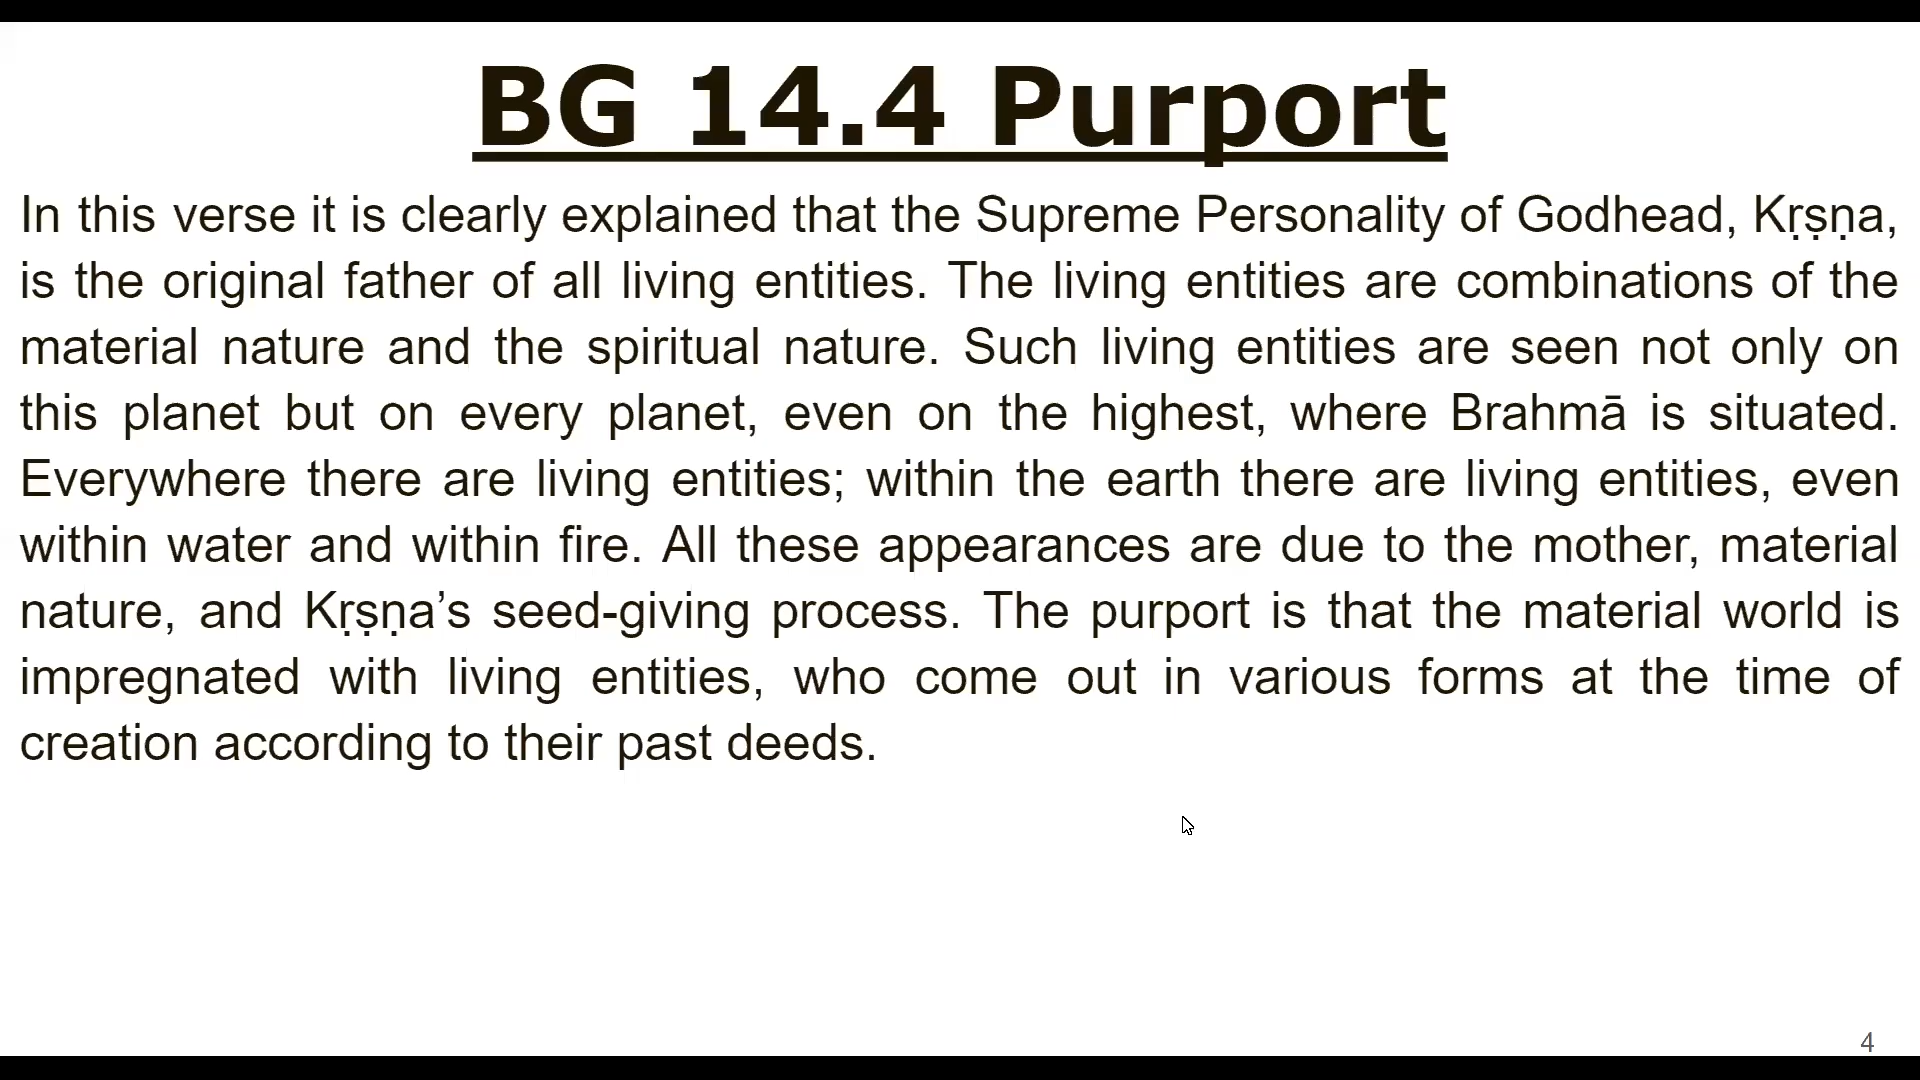 BG 14.4 Purport
In this verse it is clearly explained that the Supreme Personality of Godhead, Kṛṣṇa,
is the original father of all living entities. The living entities are combinations of the
material nature and the spiritual nature. Such living entities are seen not only on
this planet but on every planet, even on the highest, where Brahmā is situated.
Everywhere there are living entities; within the earth there are living entities, even
within water and within fire. All these appearances are due to the mother, material
nature, and Kṛṣṇa’s seed-giving process. The purport is that the material world is
impregnated with living entities, who come out in various forms at the time of
creation according to their past deeds.
4